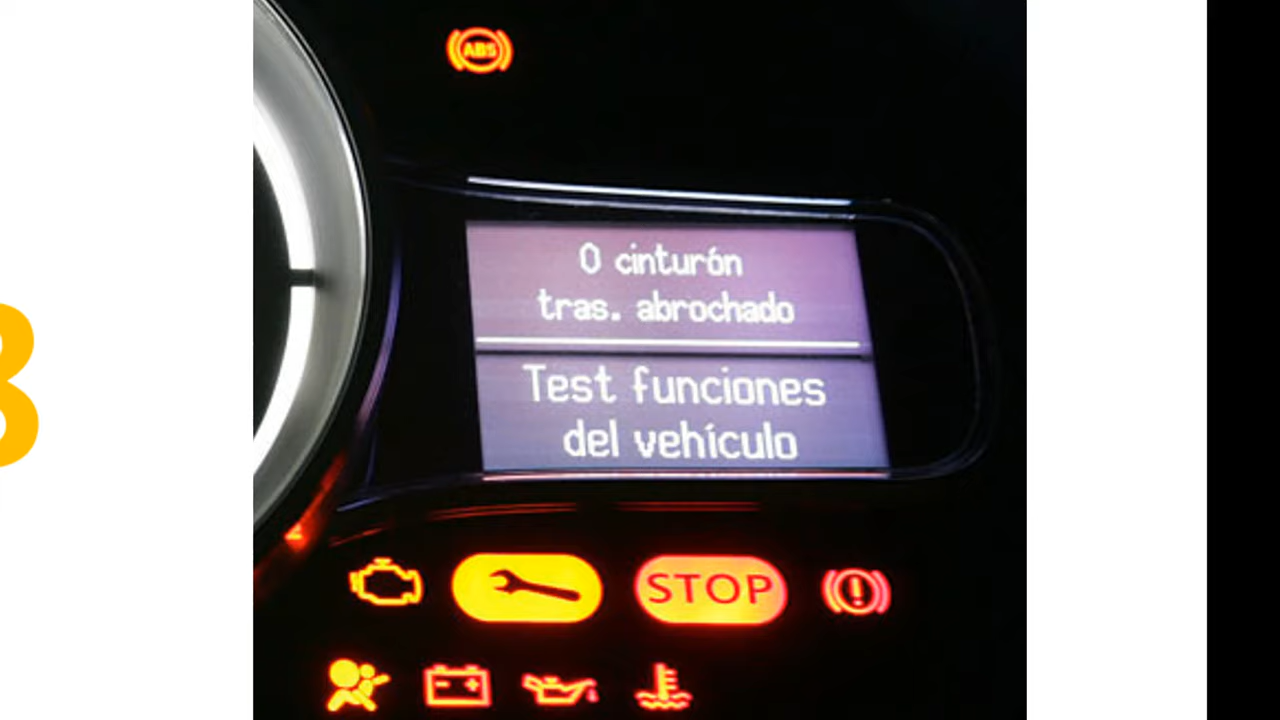 ABS
0 cinturón
tras. abrochado
Test funciones
del vehículo
STOP